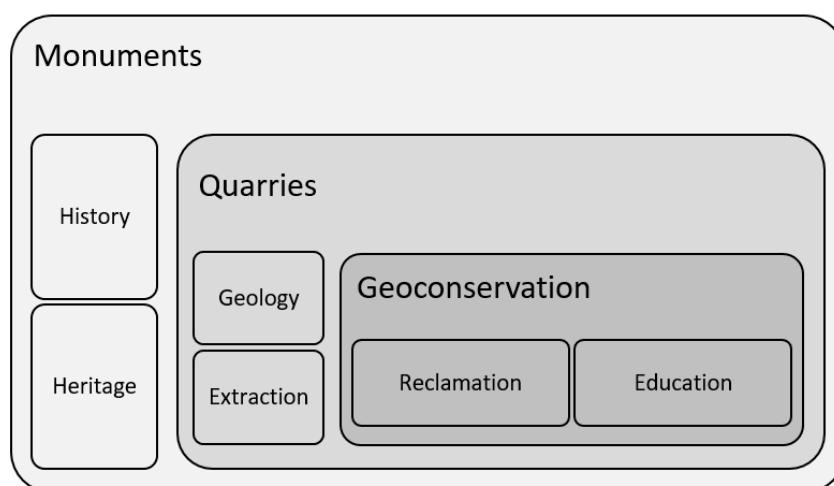 Monuments
History
Heritage
Quarries
Geology
Extraction
Geoconservation
Reclamation
Education